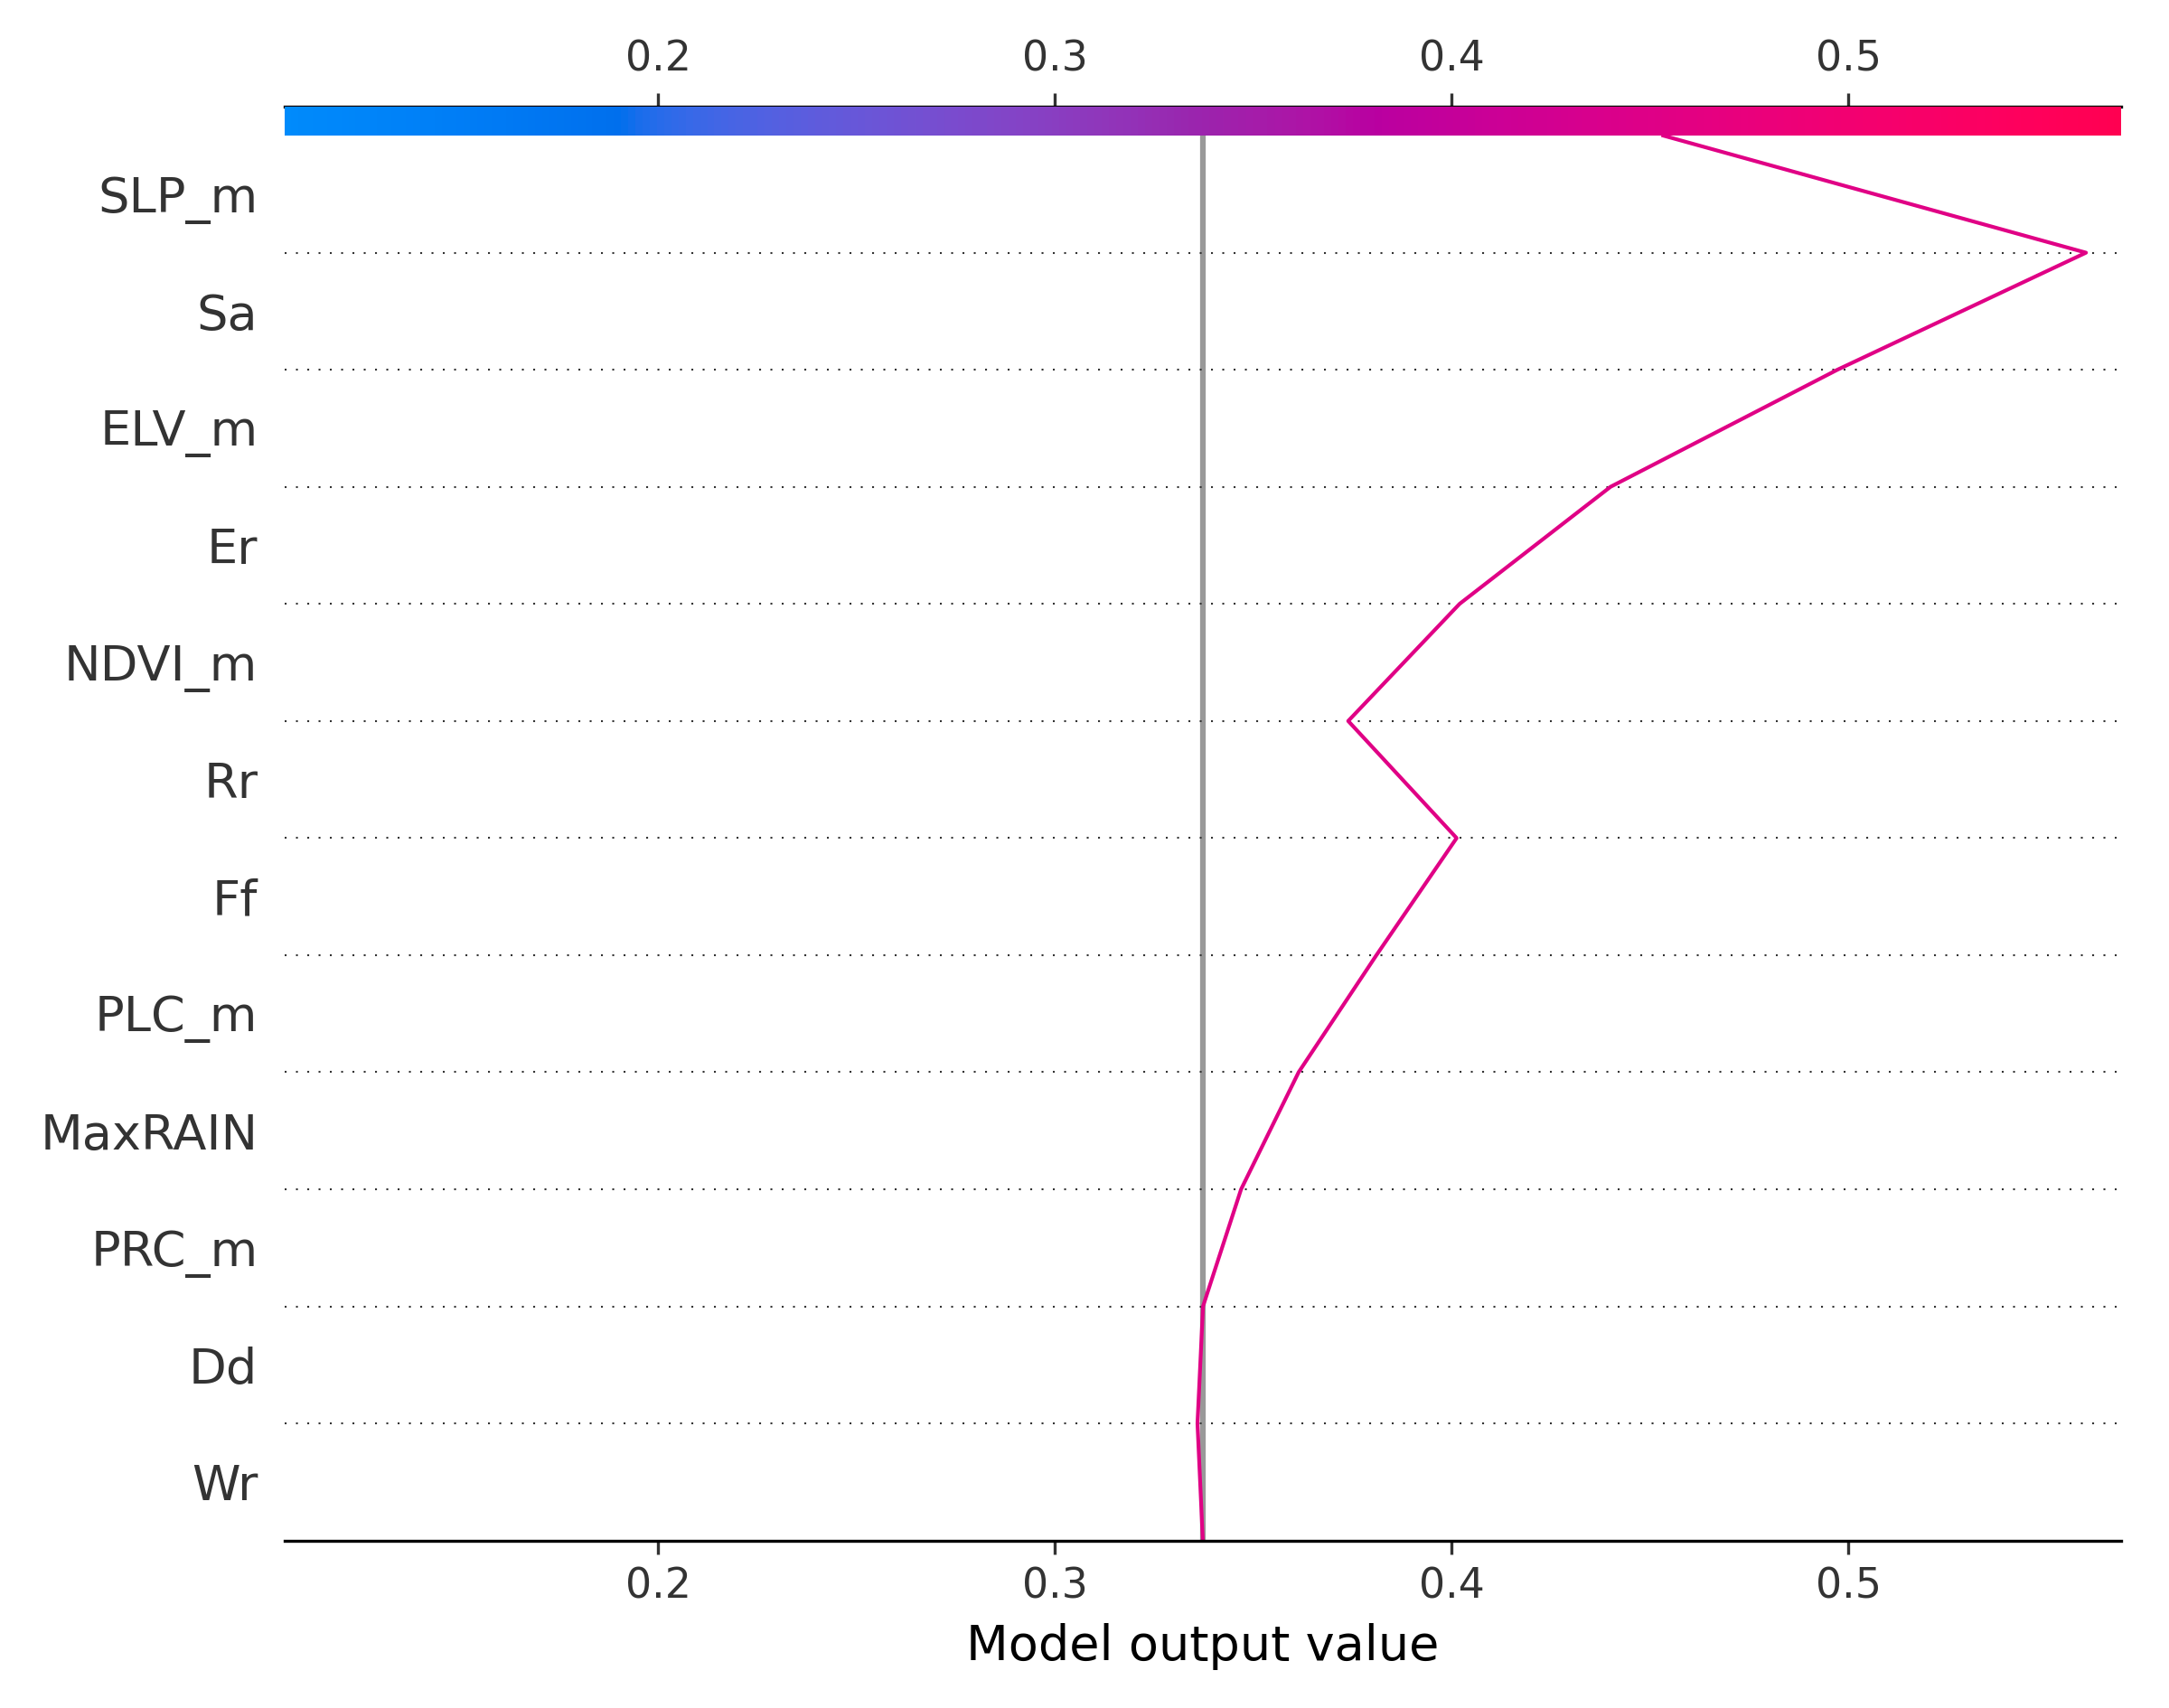 0.2 0.3 0.4 0.5
SLP_m
Sa
ELV_m
Er
NDVI_m
Rr
Ff
PLC_m
MaxRAIN
PRC_m
Dd
Wr
0.2 0.3 0.4 0.5
Model output value